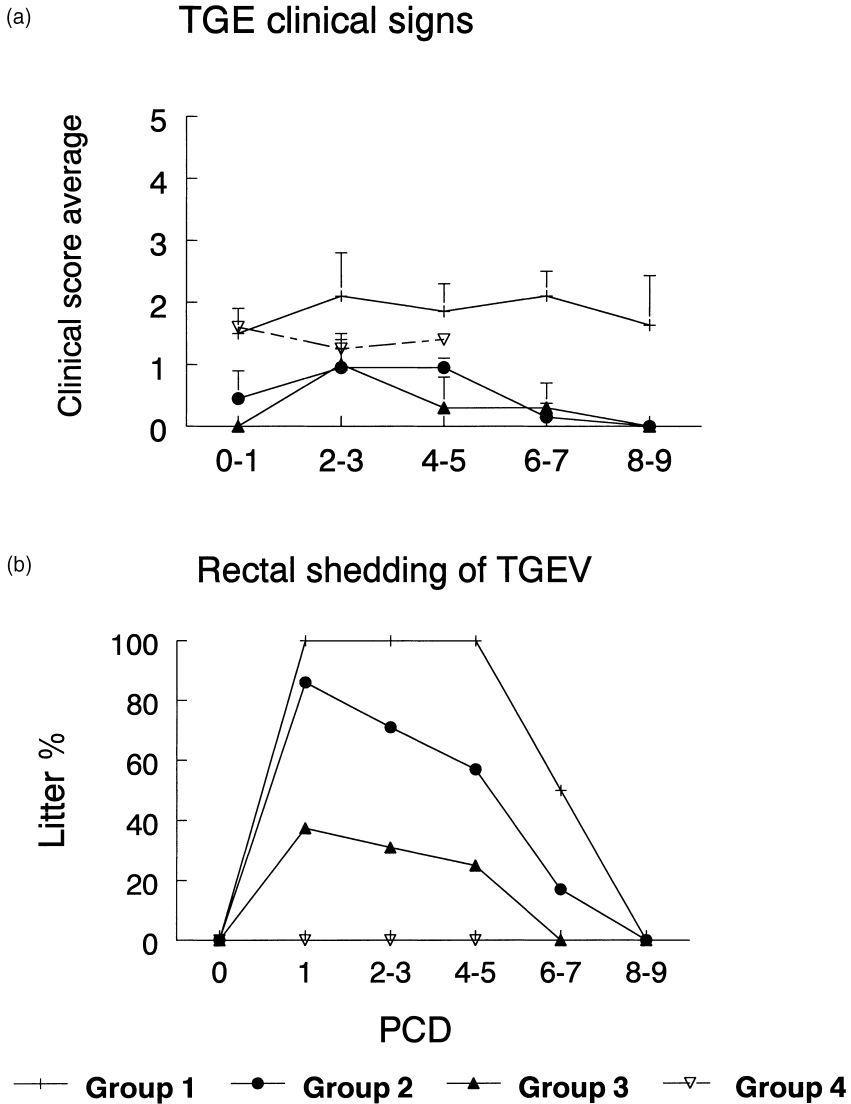 (a)
TGE clinical signs
Clinical score average
5
4
3
2
1
0
0-1 2-3 4-5 6-7 8-9
(b)
Rectal shedding of TGEV
Litter %
100
80
60
40
20
0
0 1 2-3 4-5 6-7 8-9
PCD
Group 1 Group 2 Group 3 Group 4